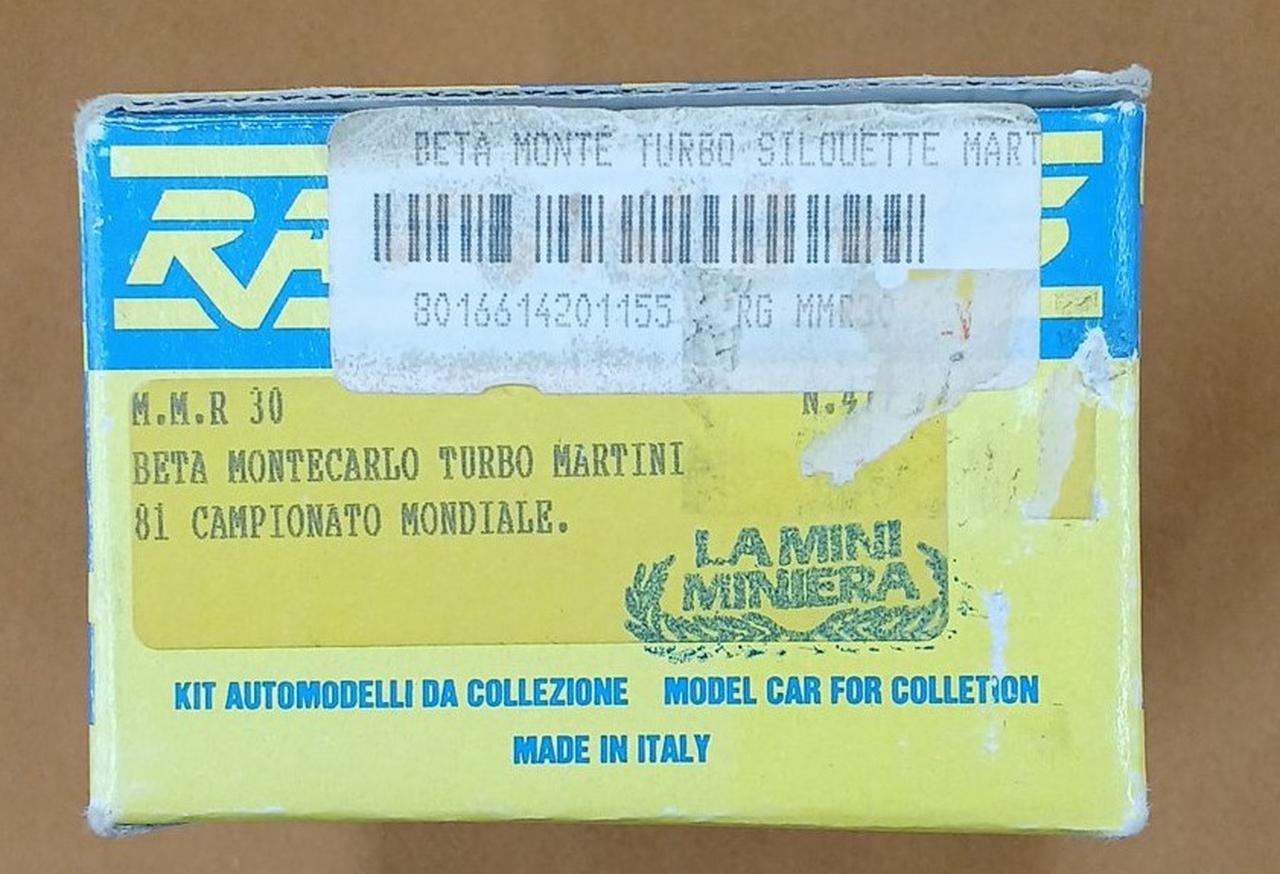 BETA MONTE TURBO SILOUETTE MART
8016614201155 RG MMR30
M.M.R 30
BETA MONTECARLO TURBO MARTINI
81 CAMPIONATO MONDIALE.
LA MINI
MINIERA
KIT AUTOMODELLI DA COLLEZIONE MODEL CAR FOR COLLETION
MADE IN ITALY